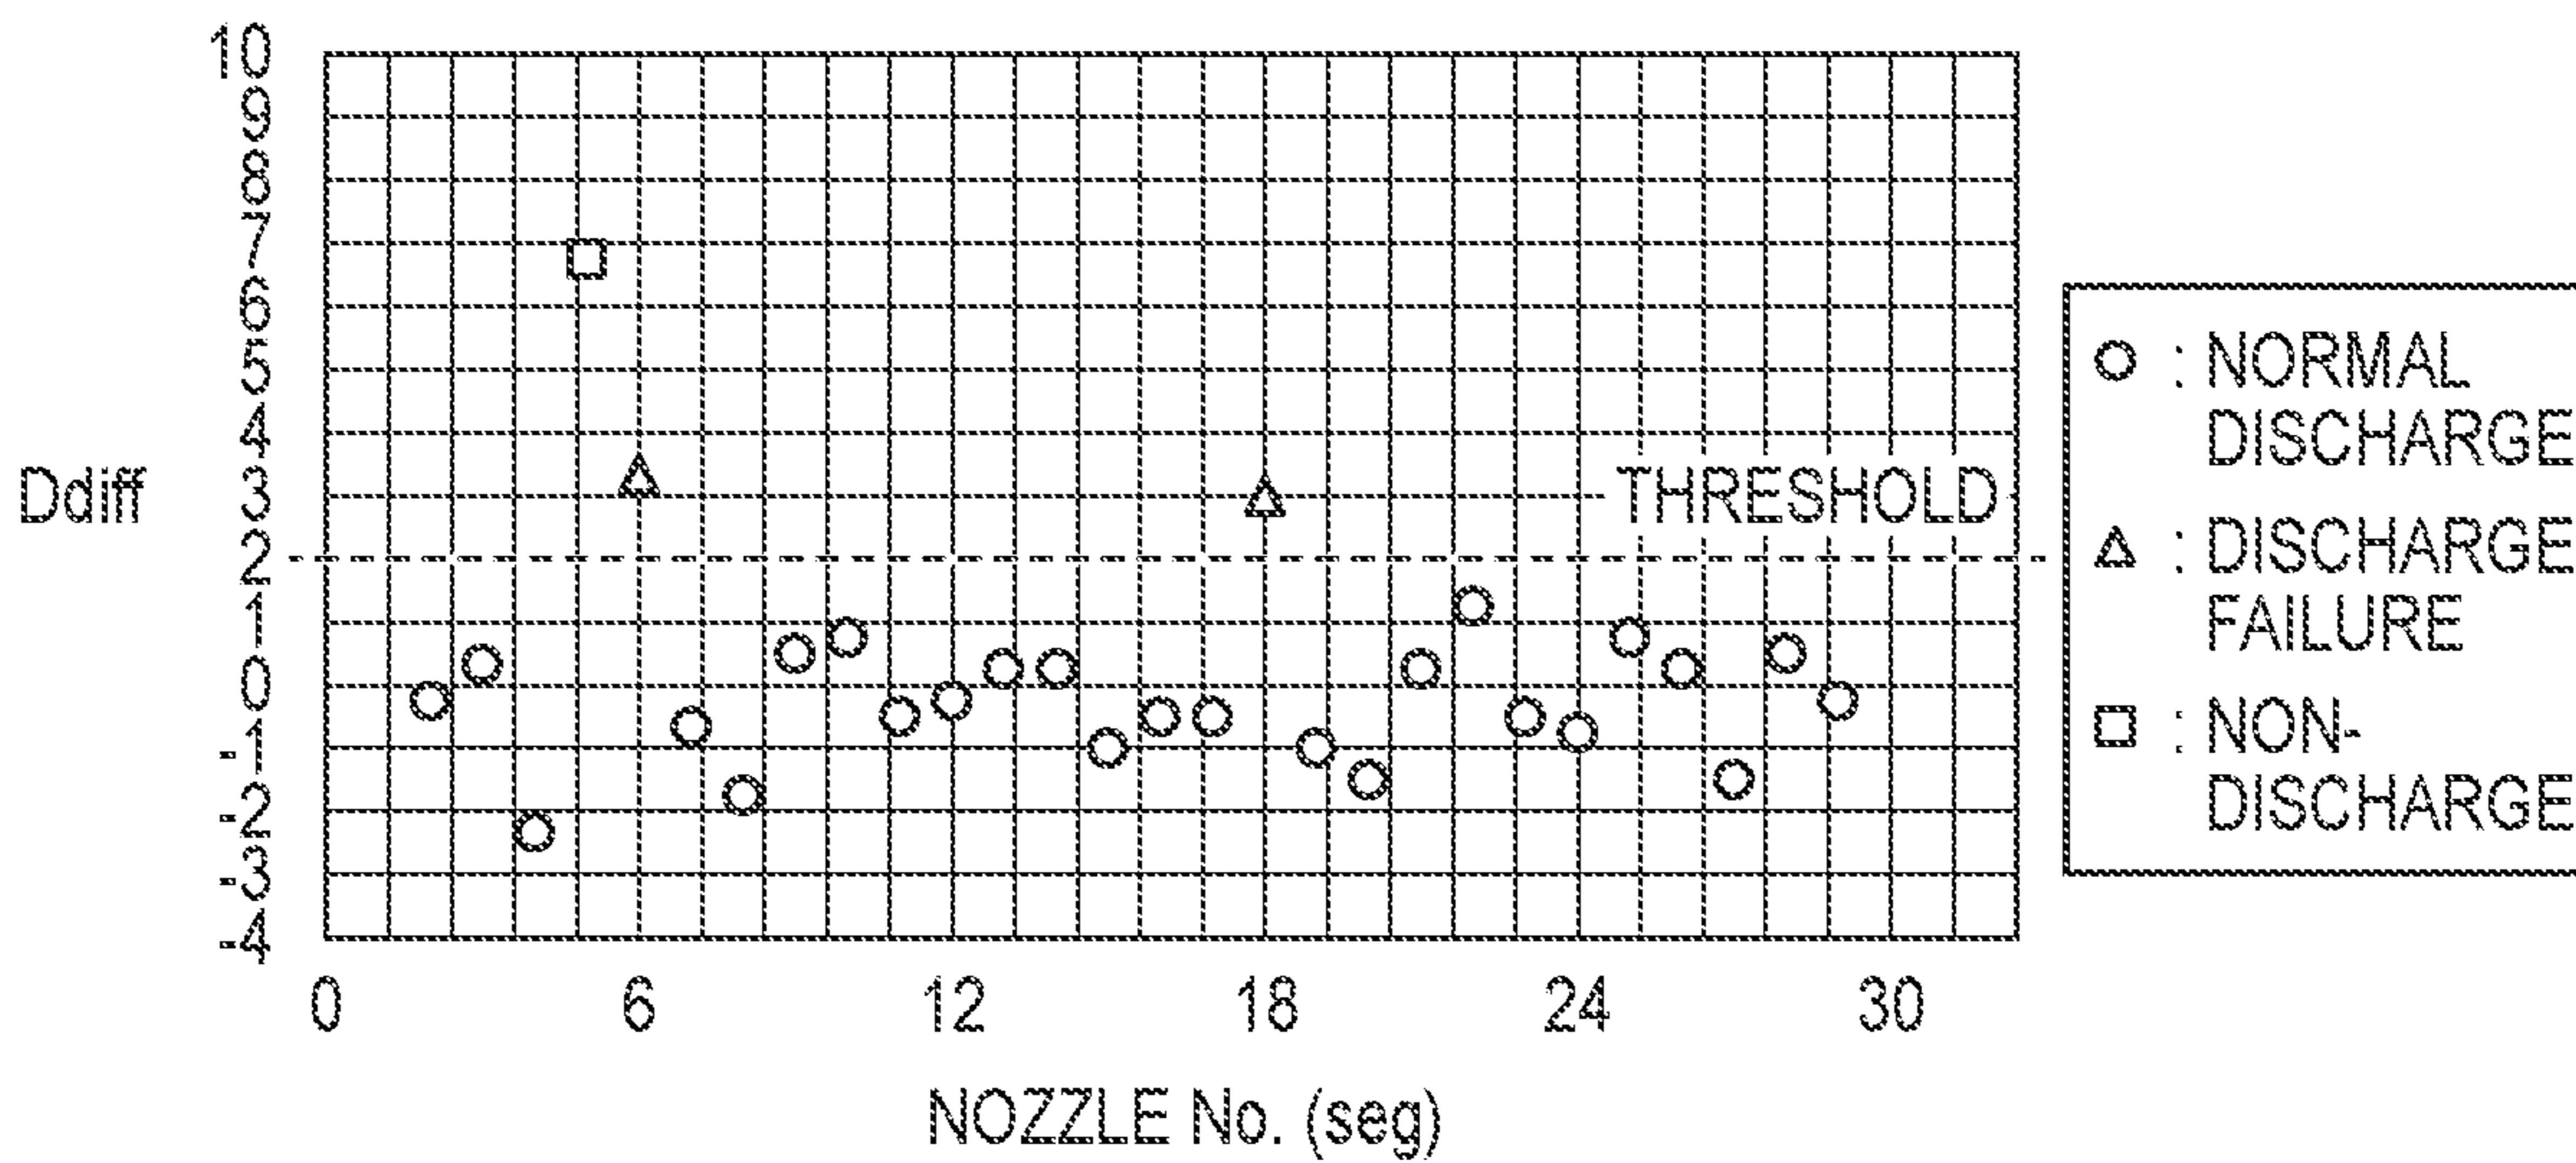 10
9
8
7
6
5
4
3
2
1
0
-1
-2
-3
-4
Ddiff
THRESHOLD
0 6 12 18 24 30
NOZZLE No. (seg)
: NORMAL
DISCHARGE
: DISCHARGE
FAILURE
: NON-
DISCHARGE